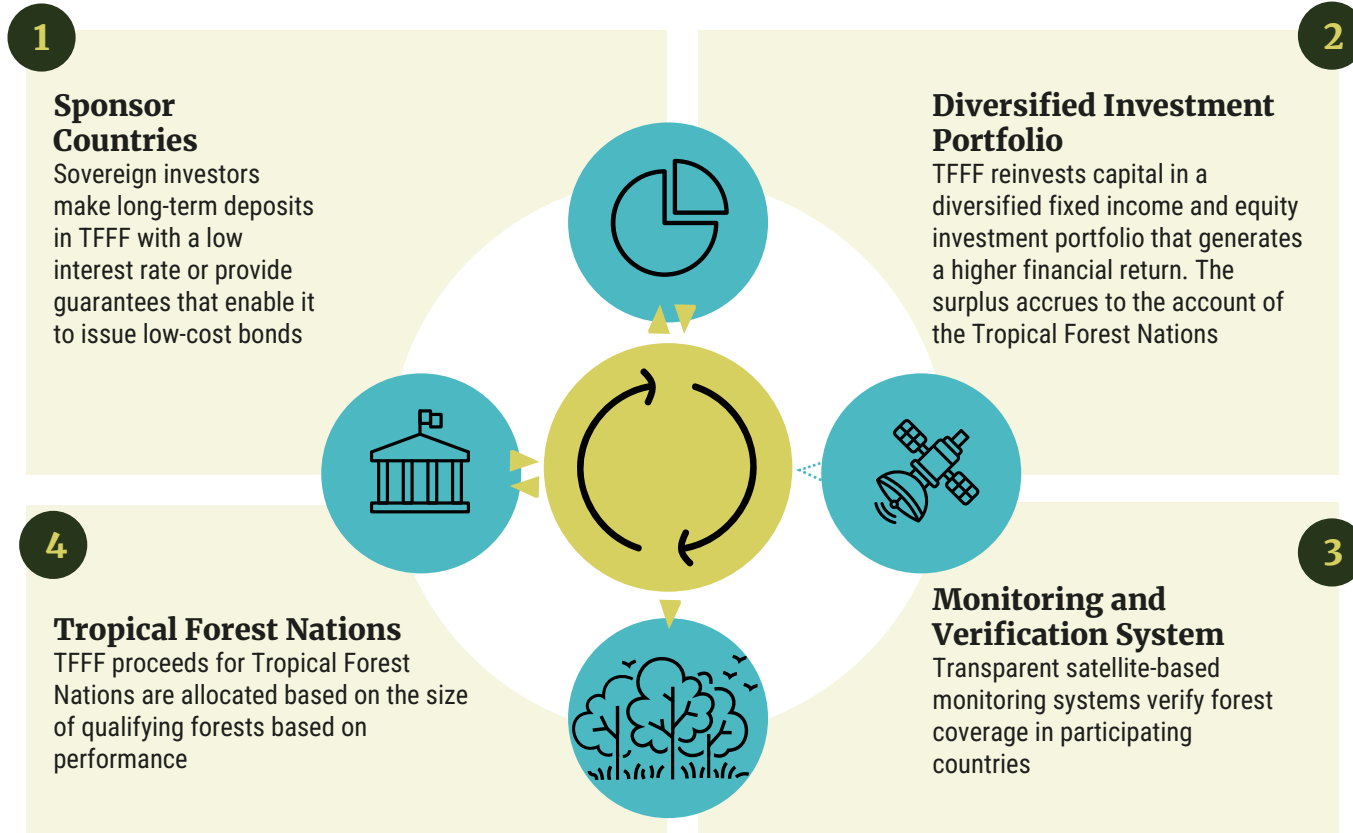 1
Sponsor
Countries
Sovereign investors
make long-term deposits
in TFFF with a low
interest rate or provide
guarantees that enable it
to issue low-cost bonds
2
Diversified Investment
Portfolio
TFFF reinvests capital in a
diversified fixed income and equity
investment portfolio that generates
a higher financial return. The
surplus accrues to the account of
the Tropical Forest Nations
3
Monitoring and
Verification System
Transparent satellite-based
monitoring systems verify forest
coverage in participating
countries
4
Tropical Forest Nations
TFFF proceeds for Tropical Forest
Nations are allocated based on the size
of qualifying forests based on
performance